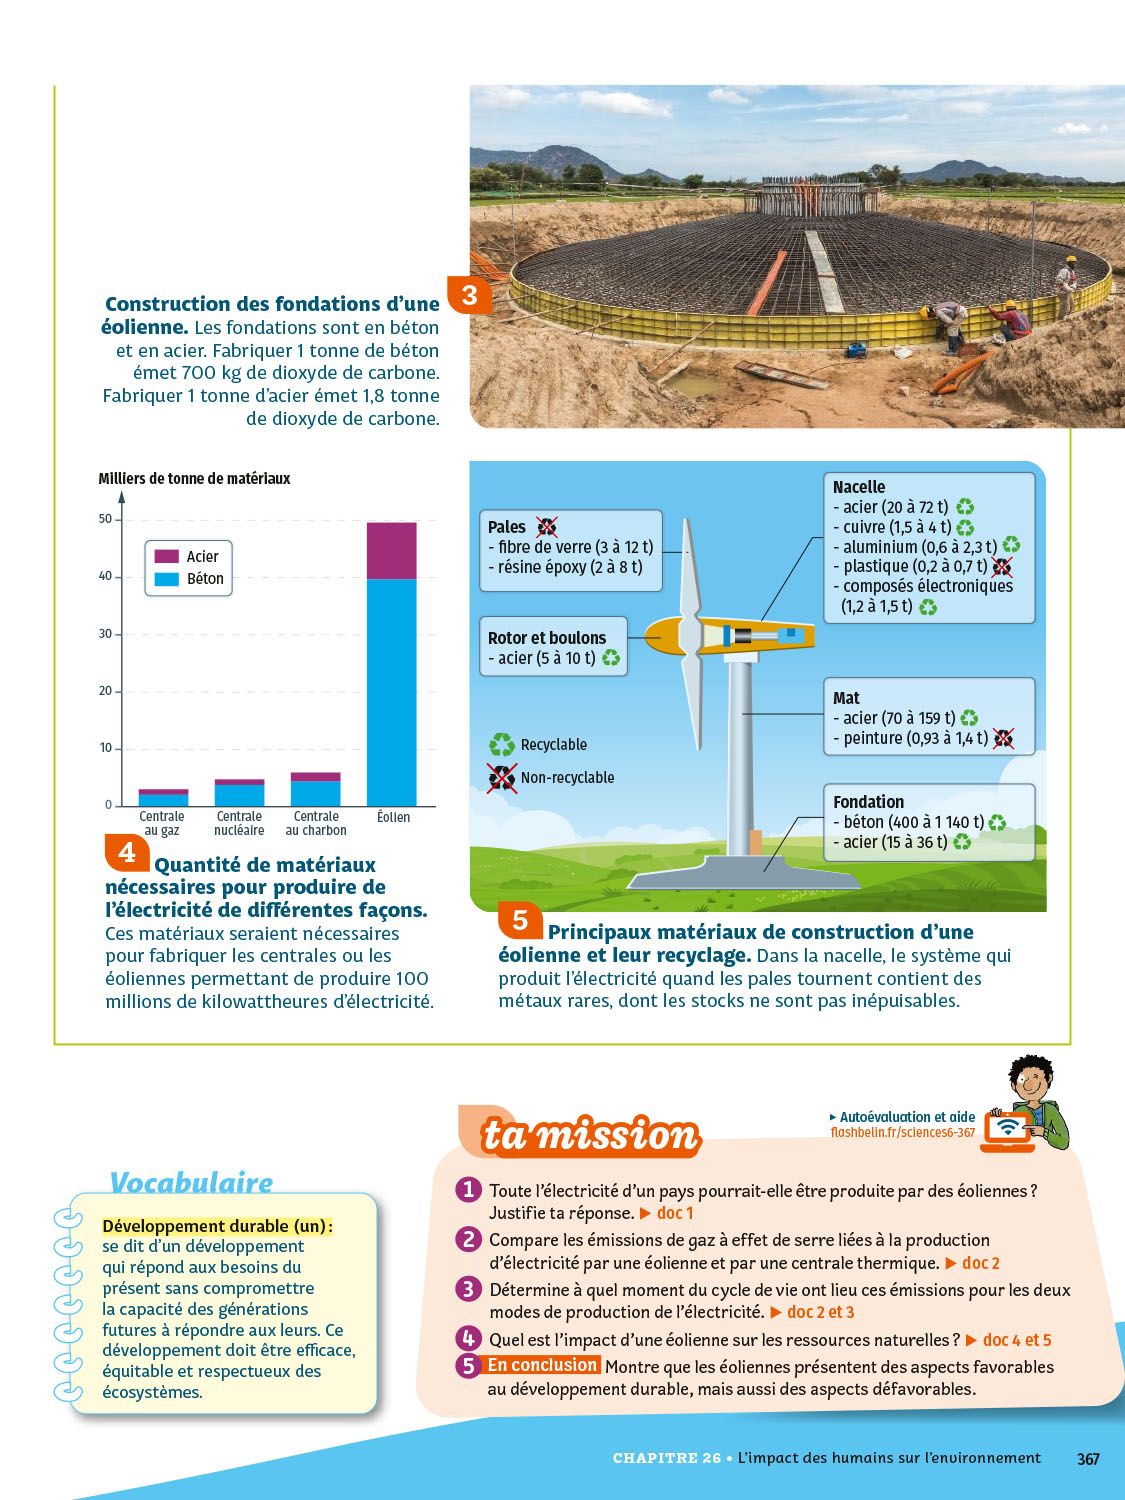 Construction des fondations d’une
éolienne. Les fondations sont en béton
et en acier. Fabriquer 1 tonne de béton
émet 700 kg de dioxyde de carbone.
Fabriquer 1 tonne d’acier émet 1,8 tonne
de dioxyde de carbone.
3
Milliers de tonne de matériaux
50
40
30
20
10
0
Acier
Béton
Centrale
au gaz
Centrale
nucléaire
Centrale
au charbon
Éolien
4 Quantité de matériaux
nécessaires pour produire de
l’électricité de différentes façons.
Ces matériaux seraient nécessaires
pour fabriquer les centrales ou les
éoliennes permettant de produire 100
millions de kilowattheures d’électricité.
Pales
- fibre de verre (3 à 12 t)
- résine époxy (2 à 8 t)
Rotor et boulons
- acier (5 à 10 t)
Recyclable
Non-recyclable
Nacelle
- acier (20 à 72 t)
- cuivre (1,5 à 4 t)
- aluminium (0,6 à 2,3 t)
- plastique (0,2 à 0,7 t)
- composés électroniques
(1,2 à 1,5 t)
Mat
- acier (70 à 159 t)
- peinture (0,93 à 1,4 t)
Fondation
- béton (400 à 1 140 t)
- acier (15 à 36 t)
5 Principaux matériaux de construction d’une
éolienne et leur recyclage. Dans la nacelle, le système qui
produit l’électricité quand les pales tournent contient des
métaux rares, dont les stocks ne sont pas inépuisables.
Vocabulaire
Développement durable (un) :
se dit d’un développement
qui répond aux besoins du
présent sans compromettre
la capacité des générations
futures à répondre aux leurs. Ce
développement doit être efficace,
équitable et respectueux des
écosystèmes.
ta mission
▸ Autoévaluation et aide
flashbelin.fr/sciences6-367
1 Toute l’électricité d’un pays pourrait-elle être produite par des éoliennes ?
Justifie ta réponse. ▶ doc 1
2 Compare les émissions de gaz à effet de serre liées à la production
d’électricité par une éolienne et par une centrale thermique. ▶ doc 2
3 Détermine à quel moment du cycle de vie ont lieu ces émissions pour les deux
modes de production de l’électricité. ▶ doc 2 et 3
4 Quel est l’impact d’une éolienne sur les ressources naturelles ? ▶ doc 4 et 5
5 En conclusion Montre que les éoliennes présentent des aspects favorables
au développement durable, mais aussi des aspects défavorables.
CHAPITRE 26 • L’impact des humains sur l’environnement 367